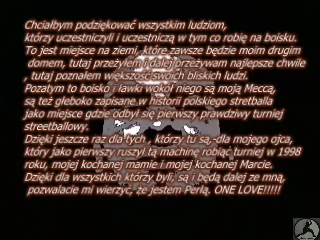 Chciałbym podziękować wszystkim ludziom,
którzy uczestniczyli i uczestniczą w tym co robię na boisku.
To jest miejsce na ziemi, które zawsze będzie moim drugim
domem, tutaj przeżyłem i dalej przeżywam najlepsze chwile
, tutaj poznałem większość swoich bliskich ludzi.
Pozatym to boisko i ławki wokół niego są moją Meccą,
są też głeboko zapisane w historii polskiego stretballa
jako miejsce gdzie odbył się pierwszy prawdziwy turniej
streetballowy.
Dzięki jeszcze raz dla tych , którzy tu są,-dla mojego ojca,
który jako pierwszy ruszył tą machinę robiąc turniej w 1998
roku, mojej kochanej mamie i mojej kochanej Marcie.
Dzięki dla wszystkich którzy byli, są i będą dalej ze mną,
pozwalacie mi wierzyć, że jestem Perłą. ONE LOVE!!!!!